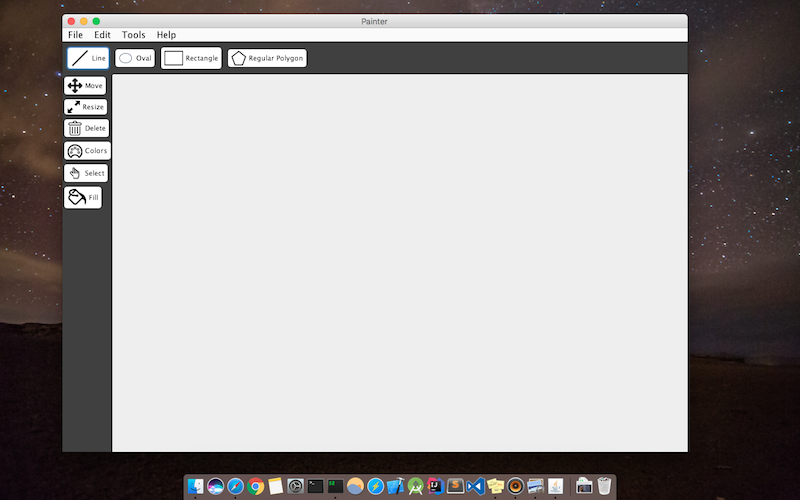 Painter
File Edit Tools Help
Line Oval Rectangle Regular Polygon
Move
Resize
Delete
Colors
Select
Fill